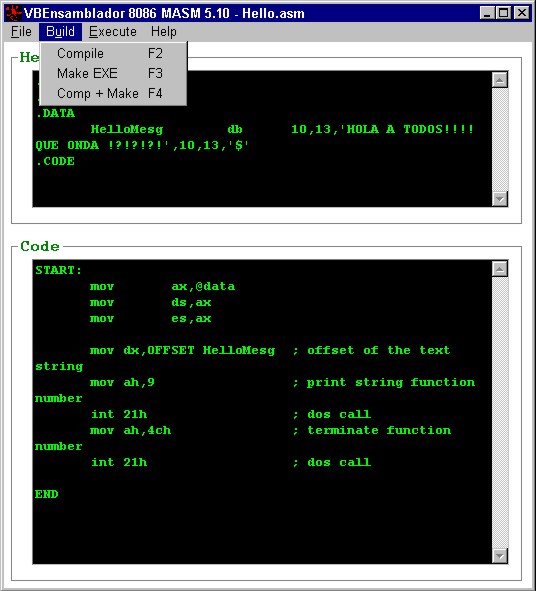 VBEnsamblador 8086 MASM 5.10 - Hello.asm
File Build Execute Help
He
Compile F2
Make EXE F3
Comp + Make F4
.DATA
HelloMesg db 10,13,'HOLA A TODOS!!!!
QUE ONDA !?!?!?!',10,13,'$'
.CODE
Code
START:
mov ax,@data
mov ds,ax
mov es,ax
mov dx,OFFSET HelloMesg ; offset of the text
string
mov ah,9 ; print string function
number
int 21h ; dos call
mov ah,4ch ; terminate function
number
int 21h ; dos call
END